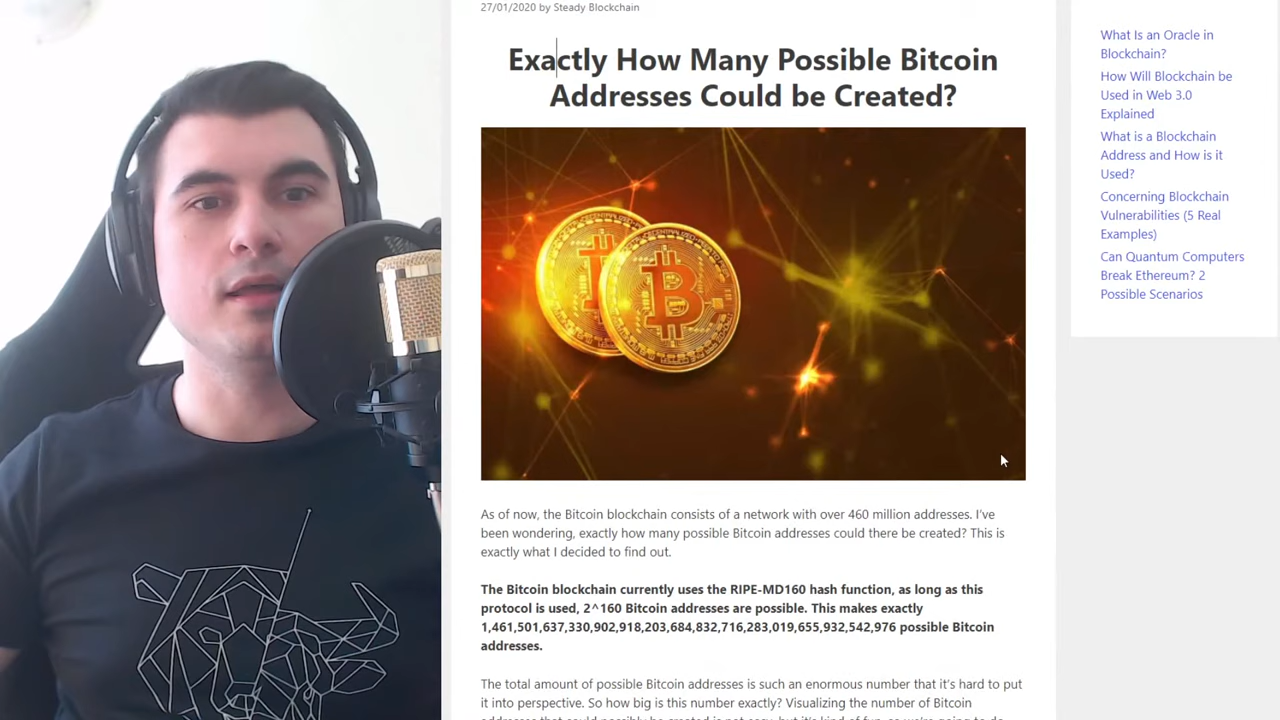 27/01/2020 by Steady Blockchain
Exactly How Many Possible Bitcoin
Addresses Could be Created?
As of now, the Bitcoin blockchain consists of a network with over 460 million addresses. I've
been wondering, exactly how many possible Bitcoin addresses could there be created? This is
exactly what I decided to find out.
The Bitcoin blockchain currently uses the RIPE-MD160 hash function, as long as this
protocol is used, 2^160 Bitcoin addresses are possible. This makes exactly
1,461,501,637,330,902,918,203,684,832,716,283,019,655,932,542,976 possible Bitcoin
addresses.
The total amount of possible Bitcoin addresses is such an enormous number that it's hard to put
it into perspective. So how big is this number exactly? Visualizing the number of Bitcoin
What Is an Oracle in
Blockchain?
How Will Blockchain be
Used in Web 3.0
Explained
What is a Blockchain
Address and How is it
Used?
Concerning Blockchain
Vulnerabilities (5 Real
Examples)
Can Quantum Computers
Break Ethereum? 2
Possible Scenarios